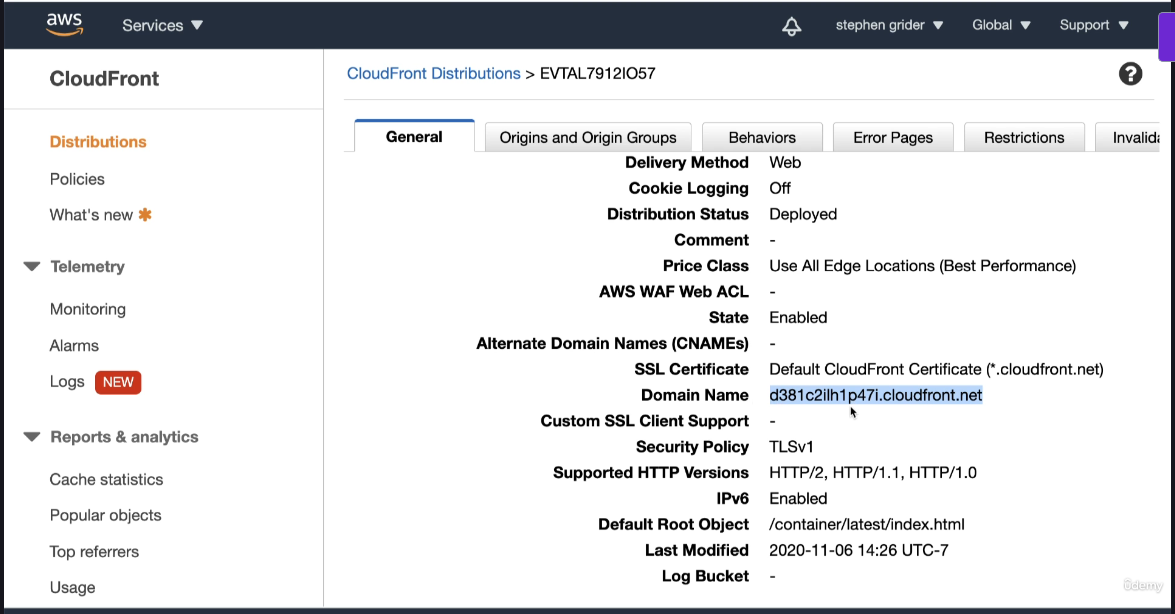 aws Services stephen grider Global Support
CloudFront
CloudFront Distributions > EVTAL7912IO57
Distributions
Policies
What's new
Telemetry
Monitoring
Alarms
Logs NEW
Reports & analytics
Cache statistics
Popular objects
Top referrers
Usage
General Origins and Origin Groups Behaviors Error Pages Restrictions Invalida
Delivery Method Web
Cookie Logging Off
Distribution Status Deployed
Comment -
Price Class Use All Edge Locations (Best Performance)
AWS WAF Web ACL -
State Enabled
Alternate Domain Names (CNAMEs) -
SSL Certificate Default CloudFront Certificate (*.cloudfront.net)
Domain Name d381c2ilh1p47i.cloudfront.net
Custom SSL Client Support -
Security Policy TLSv1
Supported HTTP Versions HTTP/2, HTTP/1.1, HTTP/1.0
IPv6 Enabled
Default Root Object /container/latest/index.html
Last Modified 2020-11-06 14:26 UTC-7
Log Bucket -
ûdemy